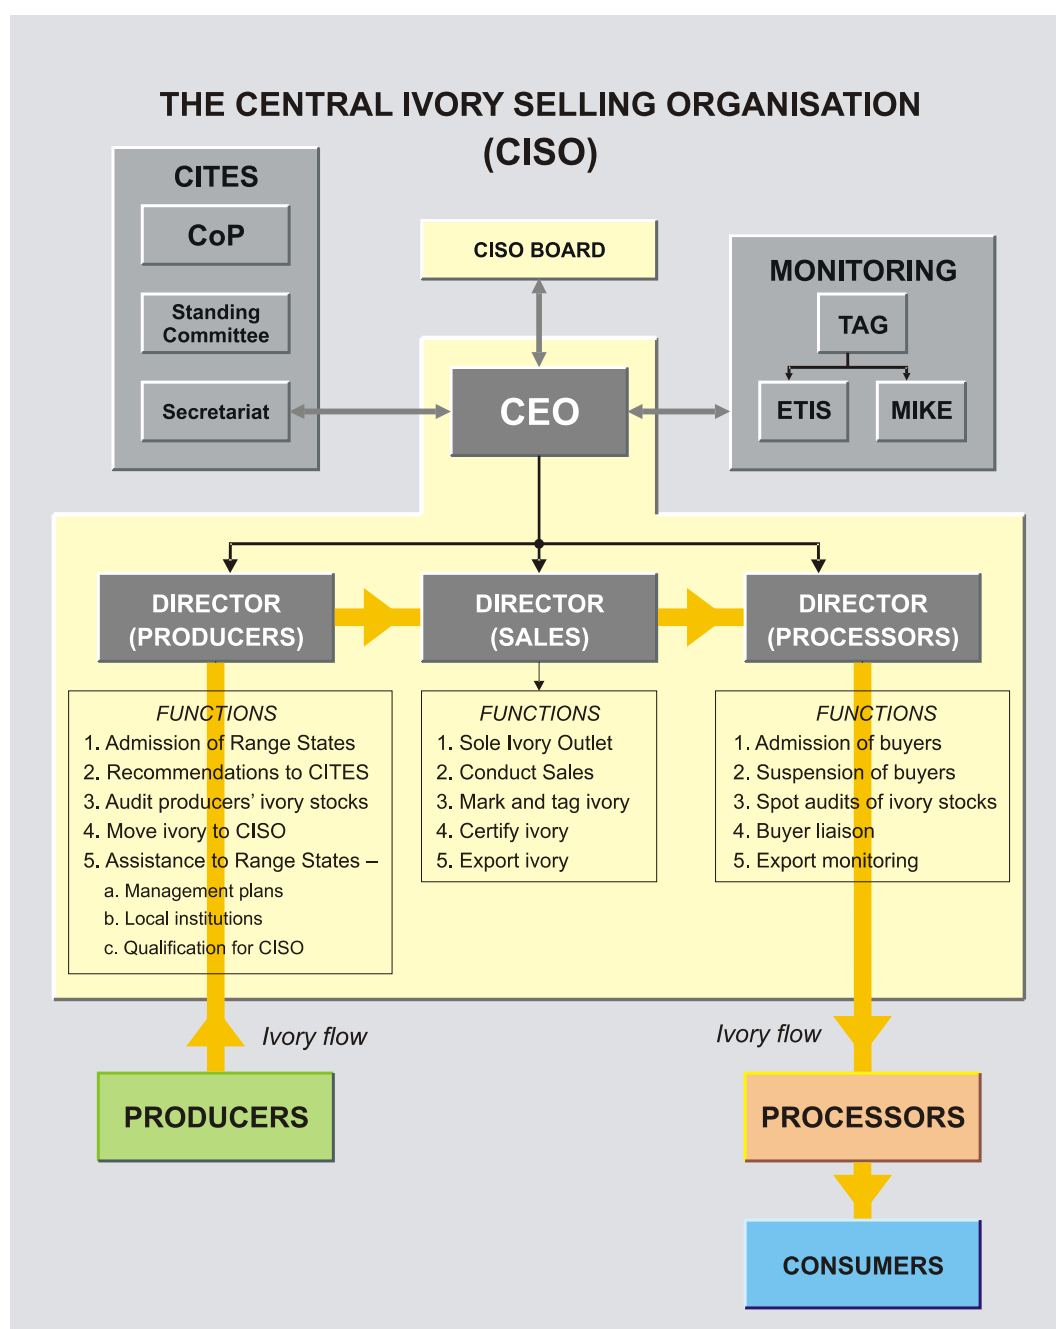 THE CENTRAL IVORY SELLING ORGANISATION
(CISO)
CITES
CoP
Standing
Committee
Secretariat
CISO BOARD
CEO
MONITORING
TAG
ETIS
MIKE
DIRECTOR
(PRODUCERS)
DIRECTOR
(SALES)
DIRECTOR
(PROCESSORS)
FUNCTIONS
1. Admission of Range States
2. Recommendations to CITES
3. Audit producers' ivory stocks
4. Move ivory to CISO
5. Assistance to Range States –
a. Management plans
b. Local institutions
c. Qualification for CISO
FUNCTIONS
1. Sole Ivory Outlet
2. Conduct Sales
3. Mark and tag ivory
4. Certify ivory
5. Export ivory
FUNCTIONS
1. Admission of buyers
2. Suspension of buyers
3. Spot audits of ivory stocks
4. Buyer liaison
5. Export monitoring
Ivory flow
Ivory flow
PRODUCERS
PROCESSORS
CONSUMERS